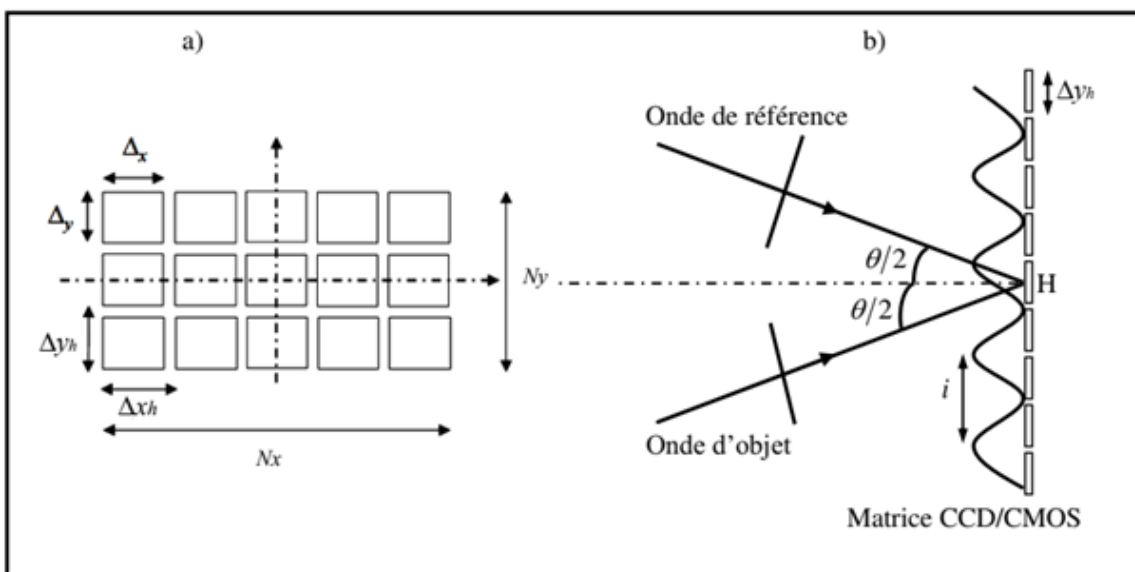 a)
Δx
Δy
Ny
Δyh
Δxh
Nx
b)
Δyh
Onde de référence
θ/2
H
θ/2
i
Onde d'objet
Matrice CCD/CMOS